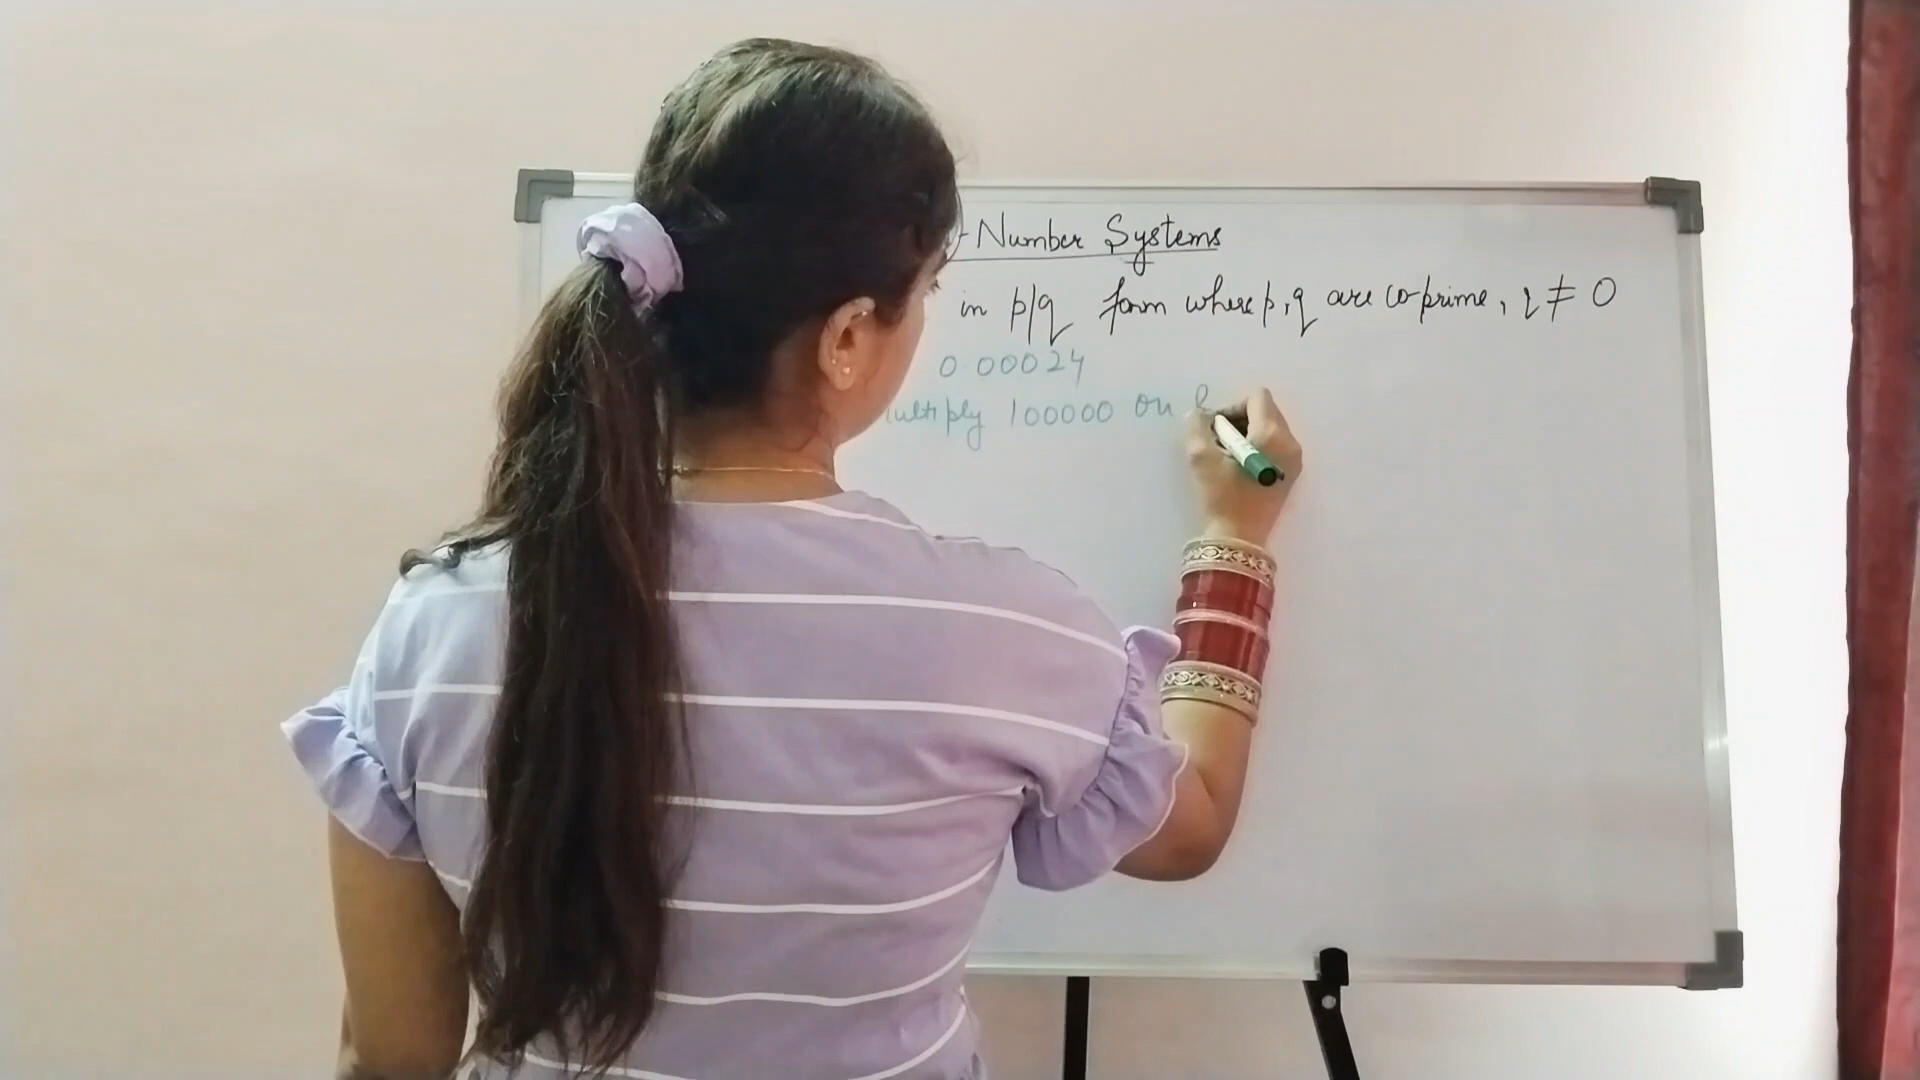 - Number Systems
in p/q form where p, q are co-prime, q ≠ 0
0.00024
ultiply 100000 on